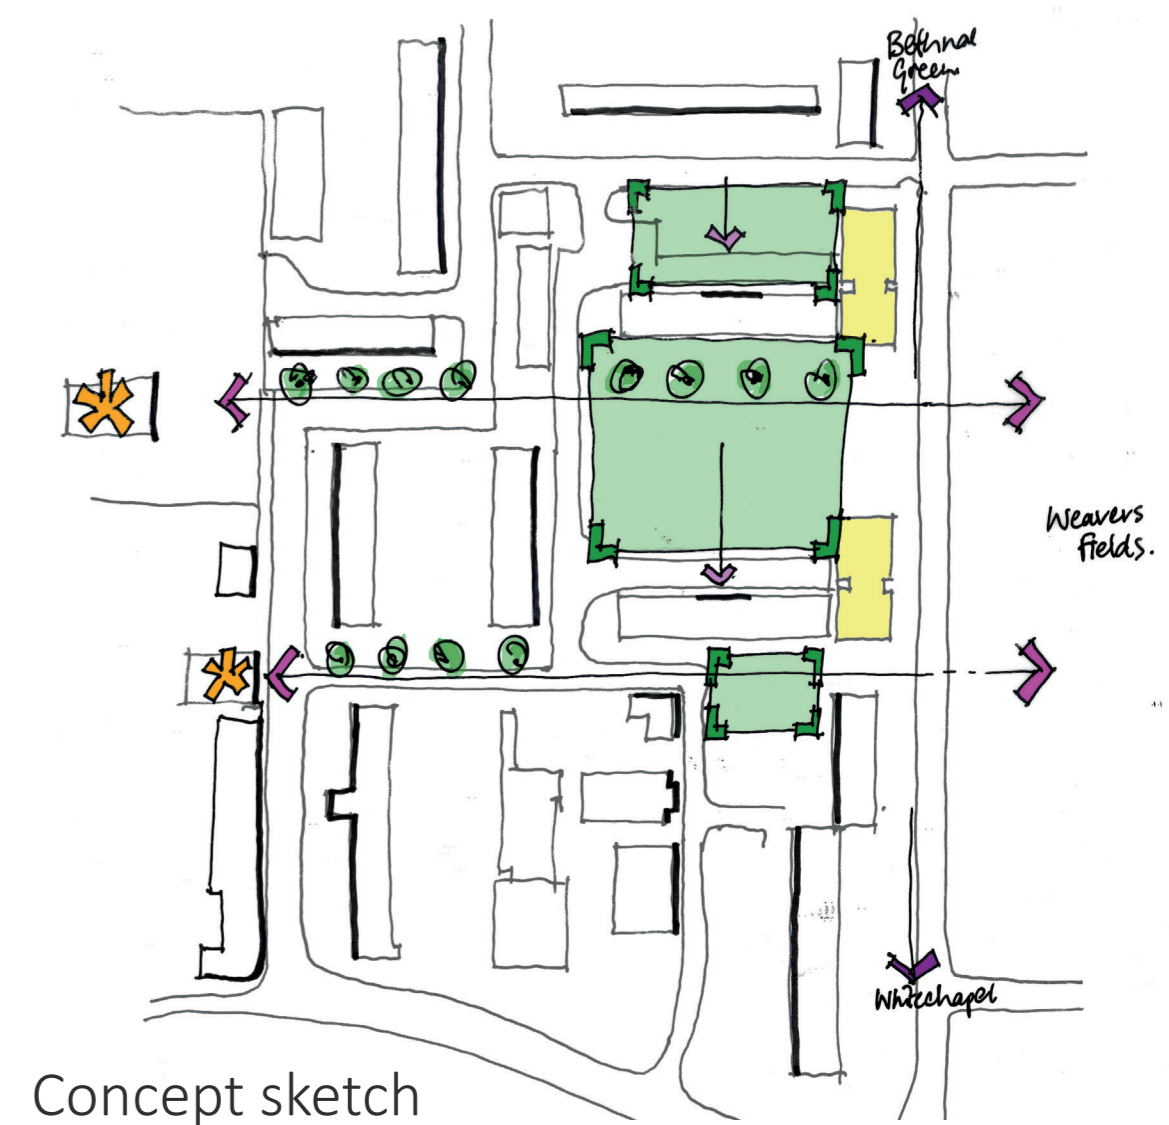 Bethnal
Green
Weavers
fields.
Whitechapel
Concept sketch